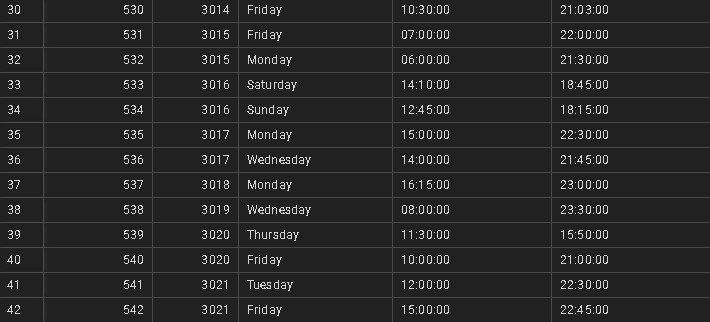 30 530 3014 Friday 10:30:00 21:03:00
31 531 3015 Friday 07:00:00 22:00:00
32 532 3015 Monday 06:00:00 21:30:00
33 533 3016 Saturday 14:10:00 18:45:00
34 534 3016 Sunday 12:45:00 18:15:00
35 535 3017 Monday 15:00:00 22:30:00
36 536 3017 Wednesday 14:00:00 21:45:00
37 537 3018 Monday 16:15:00 23:00:00
38 538 3019 Wednesday 08:00:00 23:30:00
39 539 3020 Thursday 11:30:00 15:50:00
40 540 3020 Friday 10:00:00 21:00:00
41 541 3021 Tuesday 12:00:00 22:30:00
42 542 3021 Friday 15:00:00 22:45:00